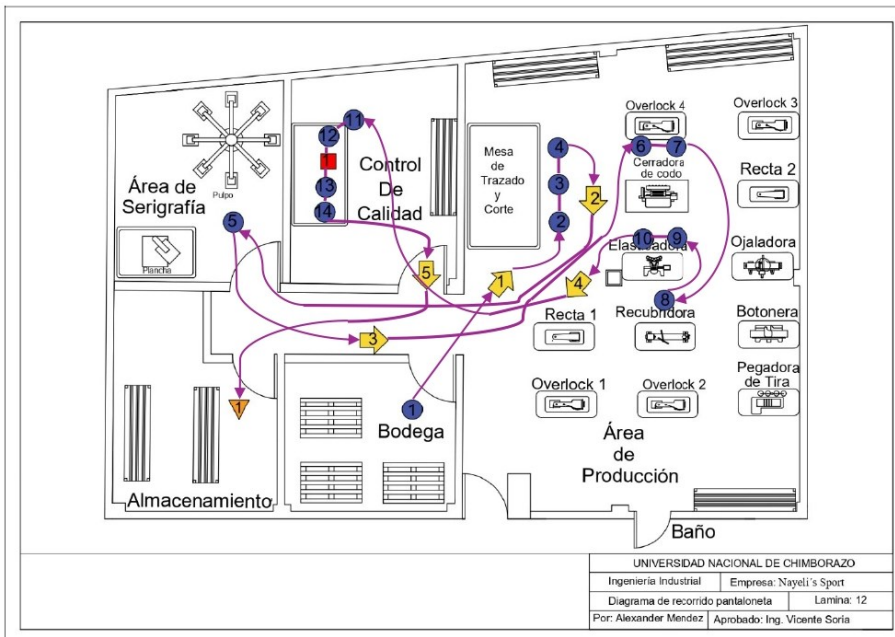 Pulpo
Área de
Serigrafía
Plancha
5
11
12
13
14
Control
De
Calidad
5
Mesa
de
Trazado
y
Corte
4
3
2
1
2
Overlock 4
6
7
Cerradora
de codo
10
9
Elasticadora
4
8
Recubridora
Overlock 3
Recta 2
Ojaladora
Botonera
Pegadora
de Tira
Recta 1
Overlock 1
Overlock 2
Área
de
Producción
3
1
Almacenamiento
1
Bodega
Baño
UNIVERSIDAD NACIONAL DE CHIMBORAZO
Ingeniería Industrial
Empresa: Nayeli´s Sport
Diagrama de recorrido pantaloneta
Lamina: 12
Por: Alexander Mendez
Aprobado: Ing. Vicente Soria